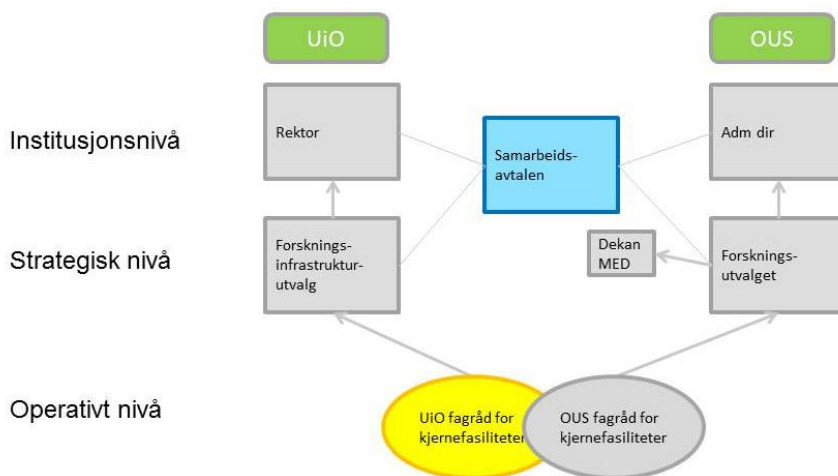 UiO
OUS
Institusjonsnivå
Rektor
Samarbeids-
avtalen
Adm dir
Strategisk nivå
Forsknings-
infrastruktur-
utvalg
Dekan
MED
Forsknings-
utvalget
Operativt nivå
UiO fagråd for
kjernefasiliteter
OUS fagråd for
kjernefasiliteter